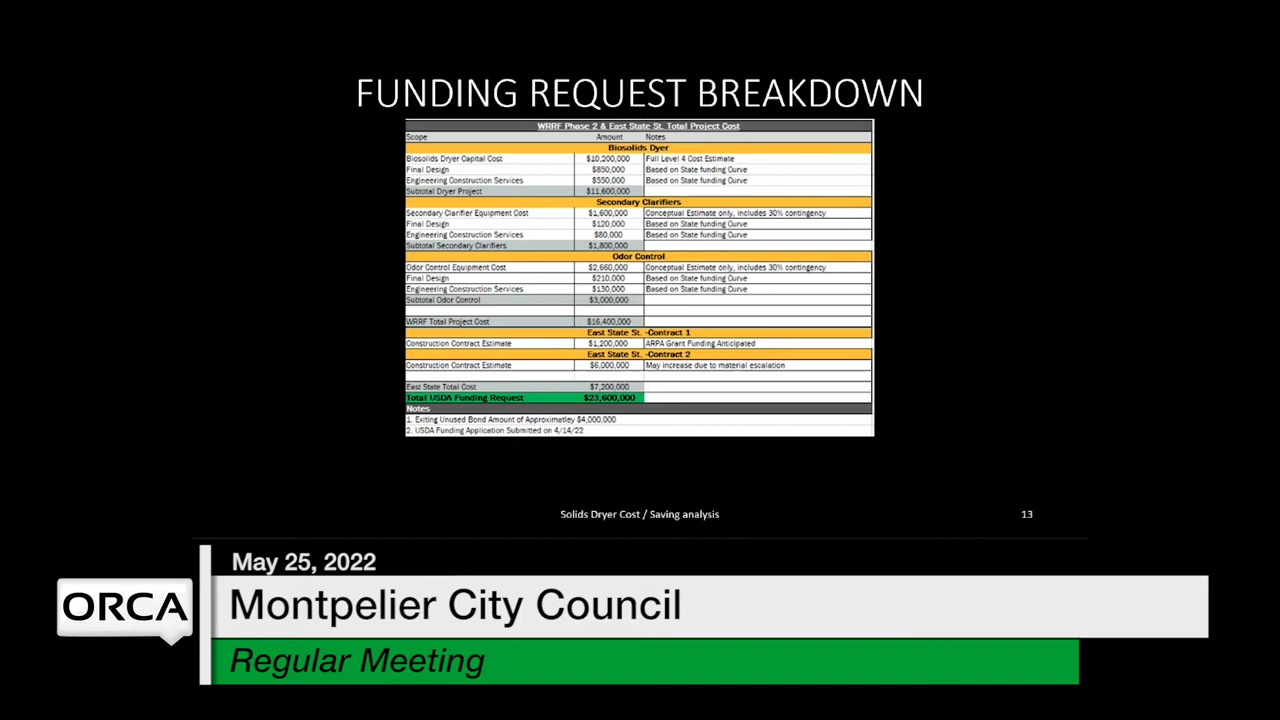 FUNDING REQUEST BREAKDOWN
WRRF Phase 2 & East State St. Total Project Cost
Scope Amount Notes
Biosolids Dyer
Biosolids Dryer Capital Cost $10,200,000 Full Level 4 Cost Estimate
Final Design $850,000 Based on State funding Curve
Engineering Construction Services $550,000 Based on State funding Curve
Subtotal Dryer Project $11,600,000
Secondary Clarifiers
Secondary Clarifier Equipment Cost $1,600,000 Conceptual Estimate only, includes 30% contingency
Final Design $120,000 Based on State funding Curve
Engineering Construction Services $80,000 Based on State funding Curve
Subtotal Secondary Clarifiers $1,800,000
Odor Control
Odor Control Equipment Cost $2,660,000 Conceptual Estimate only, includes 30% contingency
Final Design $210,000 Based on State funding Curve
Engineering Construction Services $130,000 Based on State funding Curve
Subtotal Odor Control $3,000,000
WRRF Total Project Cost $16,400,000
East State St. -Contract 1
Construction Contract Estimate $1,200,000 ARPA Grant Funding Anticipated
East State St. -Contract 2
Construction Contract Estimate $6,000,000 May increase due to material escalation
East State Total Cost $7,200,000
Total USDA Funding Request $23,600,000
Notes
1. Exiting Unused Bond Amount of Approximatley $4,000,000
2. USDA Funding Application Submitted on 4/14/22
Solids Dryer Cost / Saving analysis 13
May 25, 2022
ORCA
Montpelier City Council
Regular Meeting